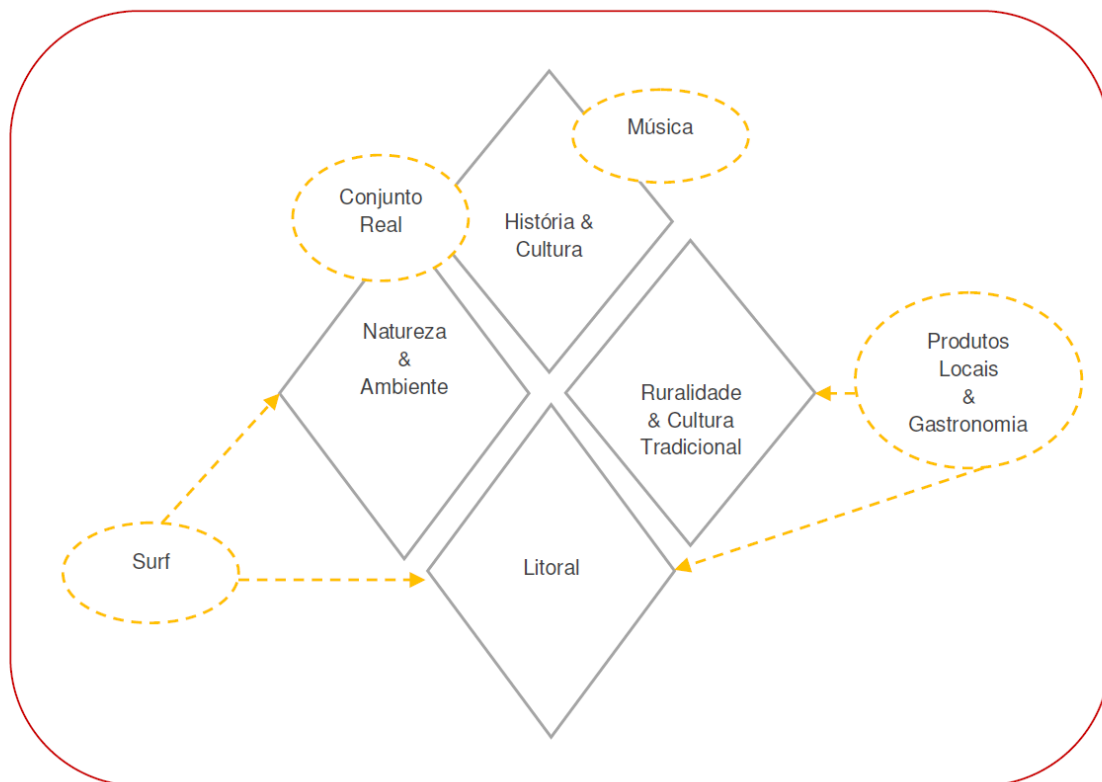 Música
Conjunto
Real
História &
Cultura
Natureza
&
Ambiente
Ruralidade
& Cultura
Tradicional
Produtos
Locais
&
Gastronomia
Surf
Litoral